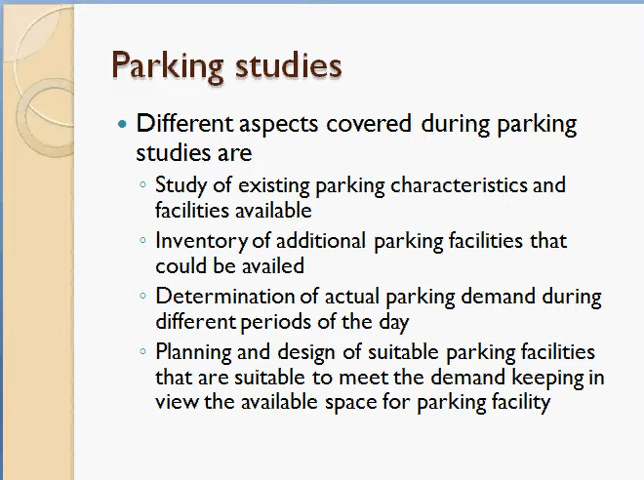 Parking studies
• Different aspects covered during parking
studies are
◦ Study of existing parking characteristics and
facilities available
◦ Inventory of additional parking facilities that
could be availed
◦ Determination of actual parking demand during
different periods of the day
◦ Planning and design of suitable parking facilities
that are suitable to meet the demand keeping in
view the available space for parking facility